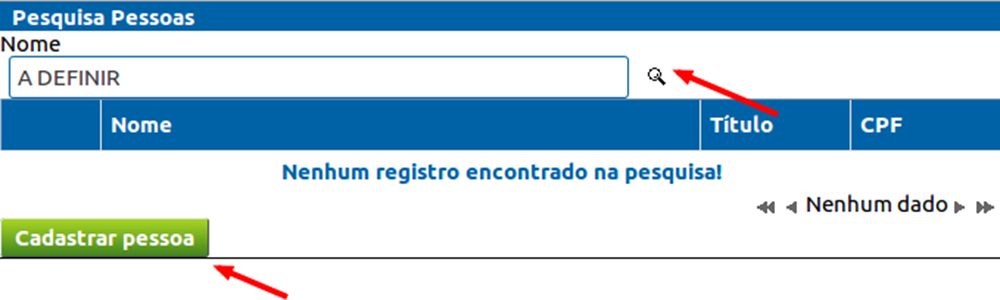 Pesquisa Pessoas
Nome
A DEFINIR
Nome Título CPF
Nenhum registro encontrado na pesquisa!
Nenhum dado
Cadastrar pessoa